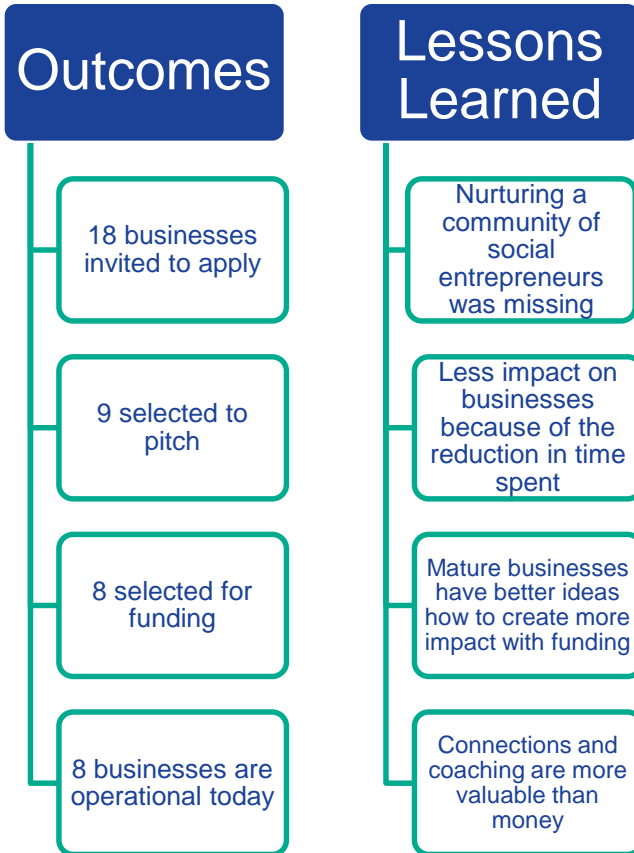 Outcomes
18 businesses
invited to apply
9 selected to
pitch
8 selected for
funding
8 businesses are
operational today
Lessons
Learned
Nurturing a
community of
social
entrepreneurs
was missing
Less impact on
businesses
because of the
reduction in time
spent
Mature businesses
have better ideas
how to create more
impact with funding
Connections and
coaching are more
valuable than
money